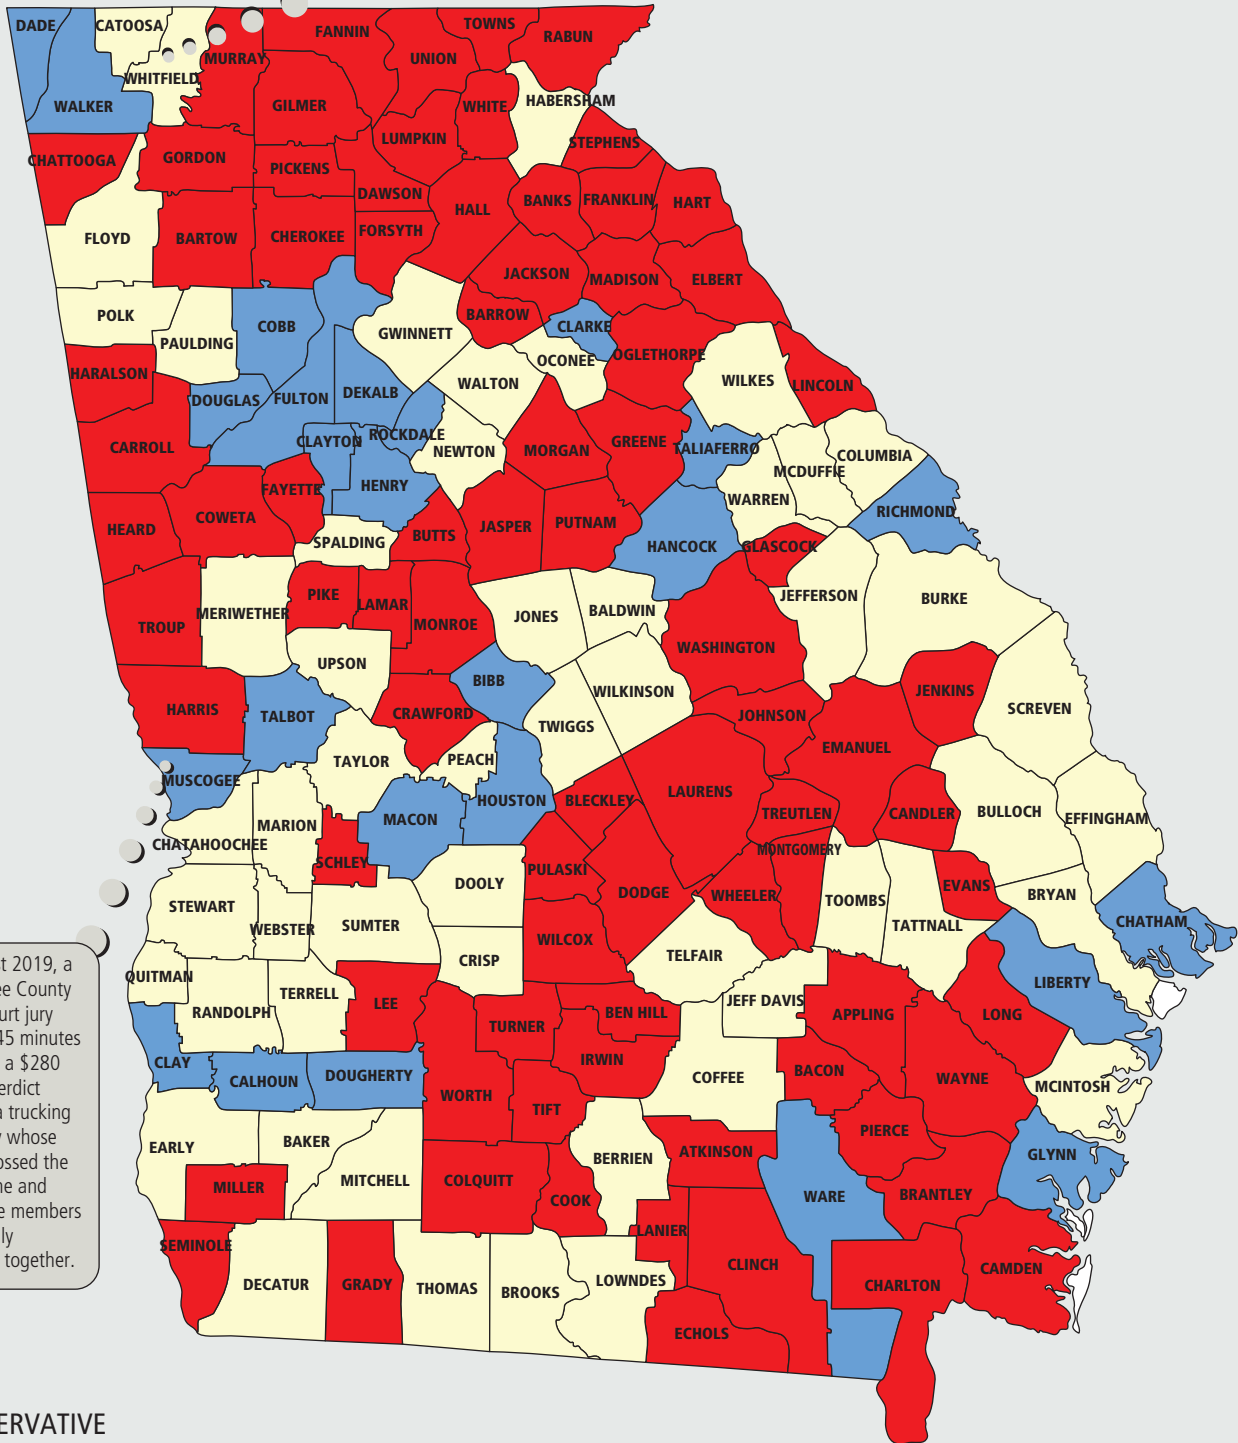 DADE
CATOOSA
FANNIN
TOWNS
RABUN
MURRAY
UNION
WHITFIELD
WALKER
GILMER
WHITE
HABERSHAM
LUMPKIN
STEPHENS
CHATTOOGA
GORDON
PICKENS
DAWSON
HALL
BANKS
FRANKLIN
HART
FLOYD
BARTOW
CHEROKEE
FORSYTH
JACKSON
MADISON
ELBERT
POLK
PAULDING
COBB
GWINNETT
BARROW
CLARKE
OCONEE
OGLETHORPE
HARALSON
DOUGLAS
FULTON
DEKALB
WALTON
WILKES
LINCOLN
CARROLL
CLAYTON
ROCKDALE
NEWTON
MORGAN
GREENE
TALIAFERRO
MCDUFFIE
COLUMBIA
HEARD
COWETA
FAYETTE
HENRY
WARREN
RICHMOND
SPALDING
BUTTS
JASPER
PUTNAM
HANCOCK
GLASCOCK
TROUP
MERIWETHER
PIKE
LAMAR
MONROE
JONES
BALDWIN
JEFFERSON
BURKE
UPSON
WASHINGTON
HARRIS
TALBOT
BIBB
WILKINSON
JENKINS
SCREVEN
CRAWFORD
TWIGGS
JOHNSON
EMANUEL
TAYLOR
PEACH
MUSCOGEE
MACON
HOUSTON
BLECKLEY
LAURENS
TREUTLEN
CANDLER
BULLOCH
EFFINGHAM
CHATAHOOCHEE
MARION
SCHLEY
MONTGOMERY
STEWART
WEBSTER
SUMTER
DOOLY
PULASKI
DODGE
WHEELER
TOOMBS
EVANS
BRYAN
TATTNALL
CHATHAM
CRISP
WILCOX
TELFAIR
QUITMAN
RANDOLPH
TERRELL
LEE
TURNER
BEN HILL
JEFF DAVIS
APPLING
LONG
LIBERTY
CLAY
CALHOUN
DOUGHERTY
WORTH
IRWIN
COFFEE
BACON
WAYNE
MCINTOSH
TIFT
EARLY
BAKER
MITCHELL
BERRIEN
ATKINSON
PIERCE
GLYNN
MILLER
COLQUITT
COOK
WARE
BRANTLEY
SEMINOLE
LANIER
DECATUR
GRADY
THOMAS
BROOKS
LOWNDES
CLINCH
CHARLTON
CAMDEN
ECHOLS
st 2019, a
ee County
urt jury
45 minutes
a $280
erdict
a trucking
y whose
ossed the
ne and
e members
ly
together.
ERVATIVE